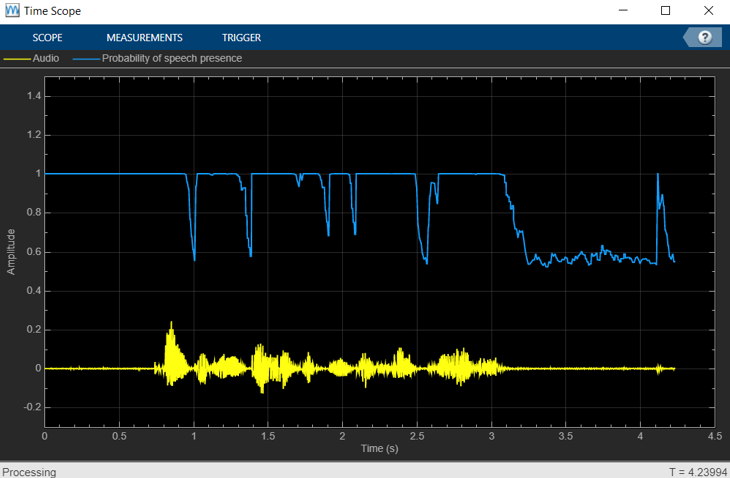 Time Scope
SCOPE MEASUREMENTS TRIGGER ?
Audio Probability of speech presence
1.4
1.2
1
0.8
0.6
0.4
0.2
0
-0.2
Amplitude
0 0.5 1 1.5 2 2.5 3 3.5 4 4.5
Time (s)
Processing T = 4.23994